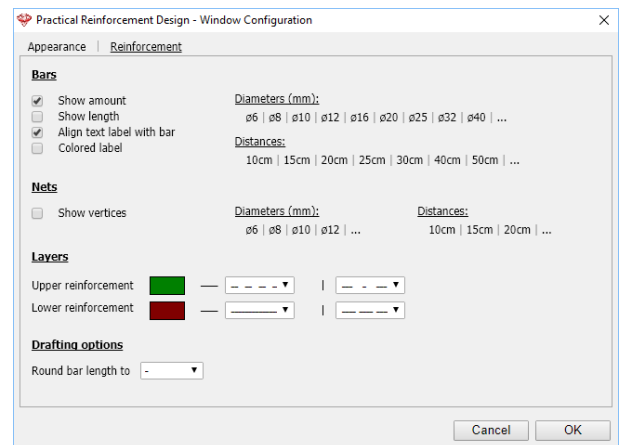 Practical Reinforcement Design - Window Configuration
Appearance | Reinforcement
Bars
Show amount
Show length
Align text label with bar
Colored label
Diameters (mm):
ø6 | ø8 | ø10 | ø12 | ø16 | ø20 | ø25 | ø32 | ø40 | ...
Distances:
10cm | 15cm | 20cm | 25cm | 30cm | 40cm | 50cm | ...
Nets
Show vertices
Diameters (mm):
ø6 | ø8 | ø10 | ø12 | ...
Distances:
10cm | 15cm | 20cm | ...
Layers
Upper reinforcement
Lower reinforcement
Drafting options
Round bar length to -
Cancel OK